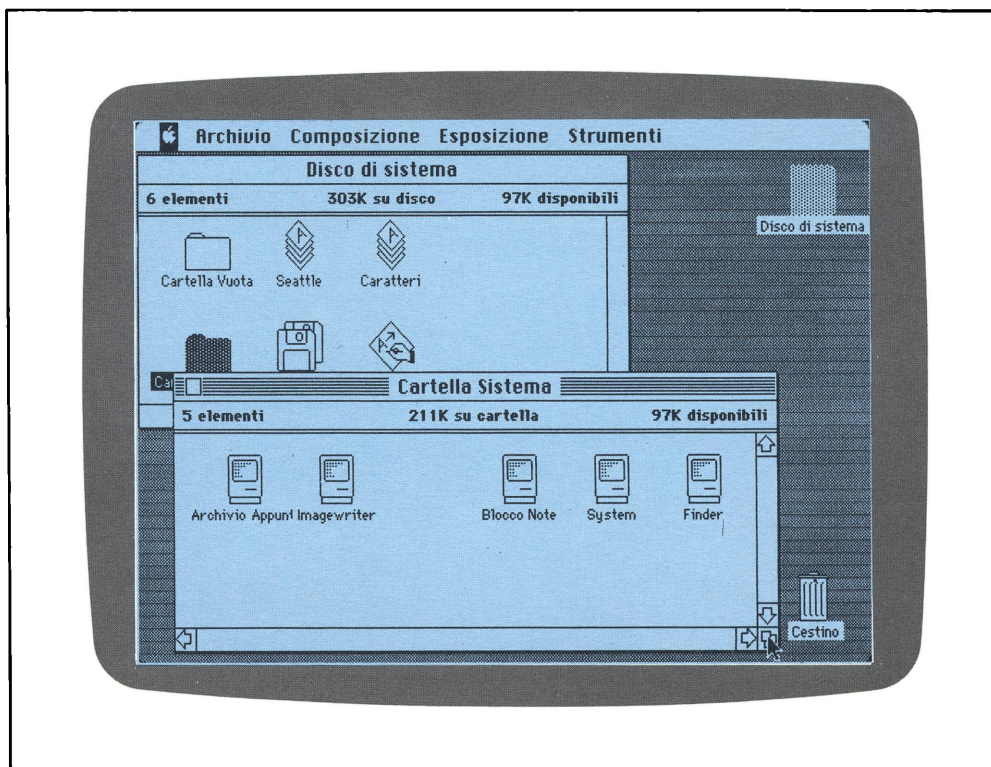 Archivio Composizione Esposizione Strumenti
Disco di sistema
6 elementi 303K su disco 97K disponibili
Disco di sistema
Cartella Vuota Seattle Caratteri
Cartella Sistema
5 elementi 211K su cartella 97K disponibili
Archivio Appunt Imagewriter Blocco Note System Finder
Cestino